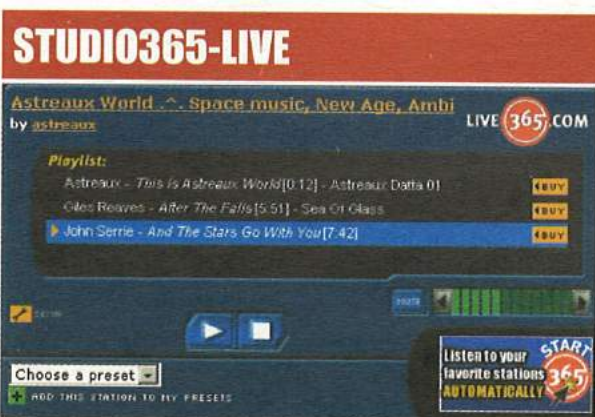 STUDIO365-LIVE
Astreaux World .^. Space music, New Age, Ambi
by astreaux
LIVE 365.COM
Playlist:
Astreaux - This is Astreaux World[0:12] - Astreaux Datta 01
BUY
Giles Reaves - After The Falls[5:51] - Sea Of Glass
BUY
John Serrie - And The Stars Go With You[7:42]
BUY
MUTE
Choose a preset
ADD THIS STATION TO MY PRESETS
Listen to your
favorite stations
AUTOMATICALLY
START
365